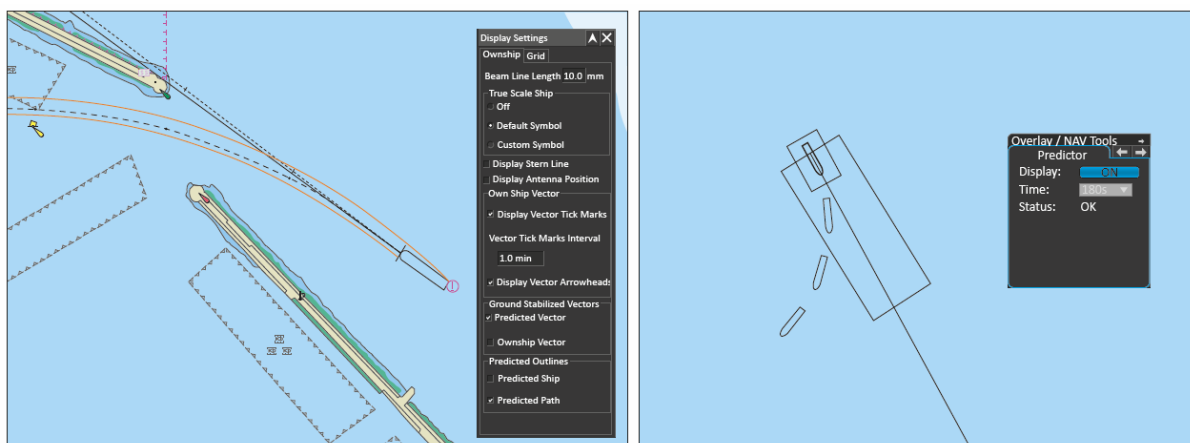 Display Settings
Ownship Grid
Beam Line Length 10.0 mm
True Scale Ship
Off
Default Symbol
Custom Symbol
Display Stern Line
Display Antenna Position
Own Ship Vector
Display Vector Tick Marks
Vector Tick Marks Interval
1.0 min
Display Vector Arrowheads
Ground Stabilized Vectors
Predicted Vector
Ownship Vector
Predicted Outlines
Predicted Ship
Predicted Path
Overlay / NAV Tools
Predictor
Display: ON
Time: 180s
Status: OK